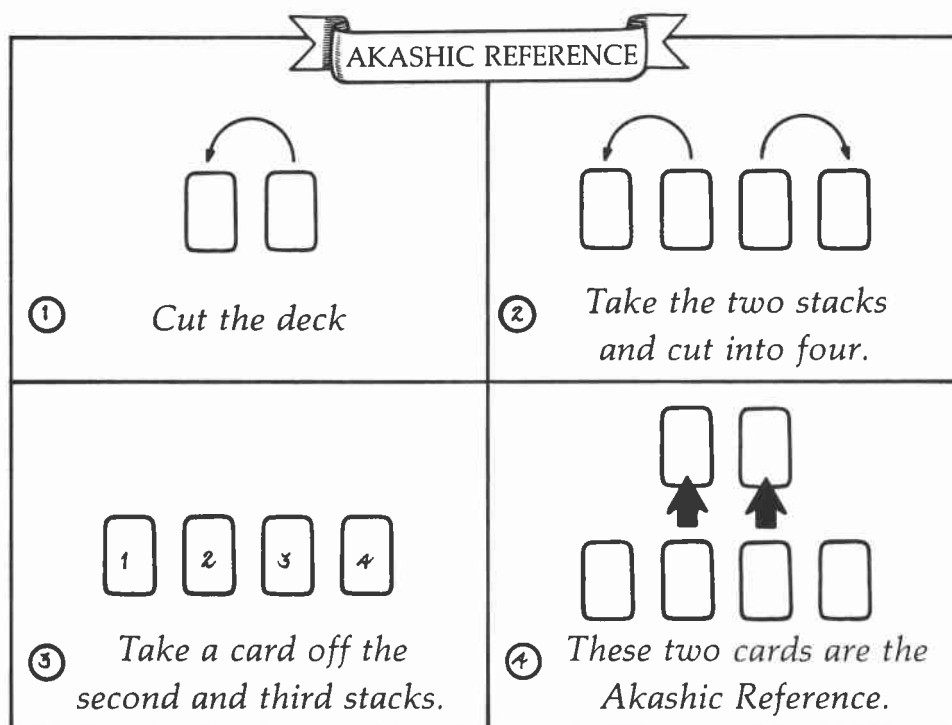 AKASHIC REFERENCE
1
Cut the deck
2
Take the two stacks
and cut into four.
1 2 3 4
3
Take a card off the
second and third stacks.
4
These two cards are the
Akashic Reference.